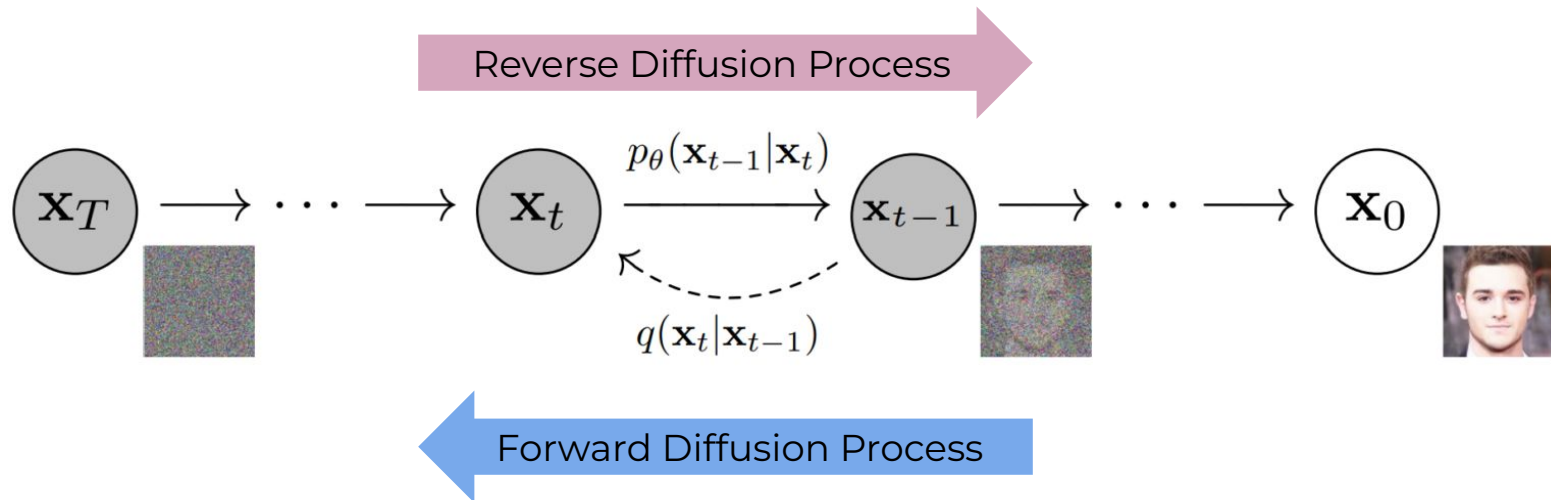 Reverse Diffusion Process
p_θ(x_{t−1}|x_t)
x_T → ⋯ → x_t → x_{t−1} → ⋯ → x_0
q(x_t|x_{t−1})
Forward Diffusion Process